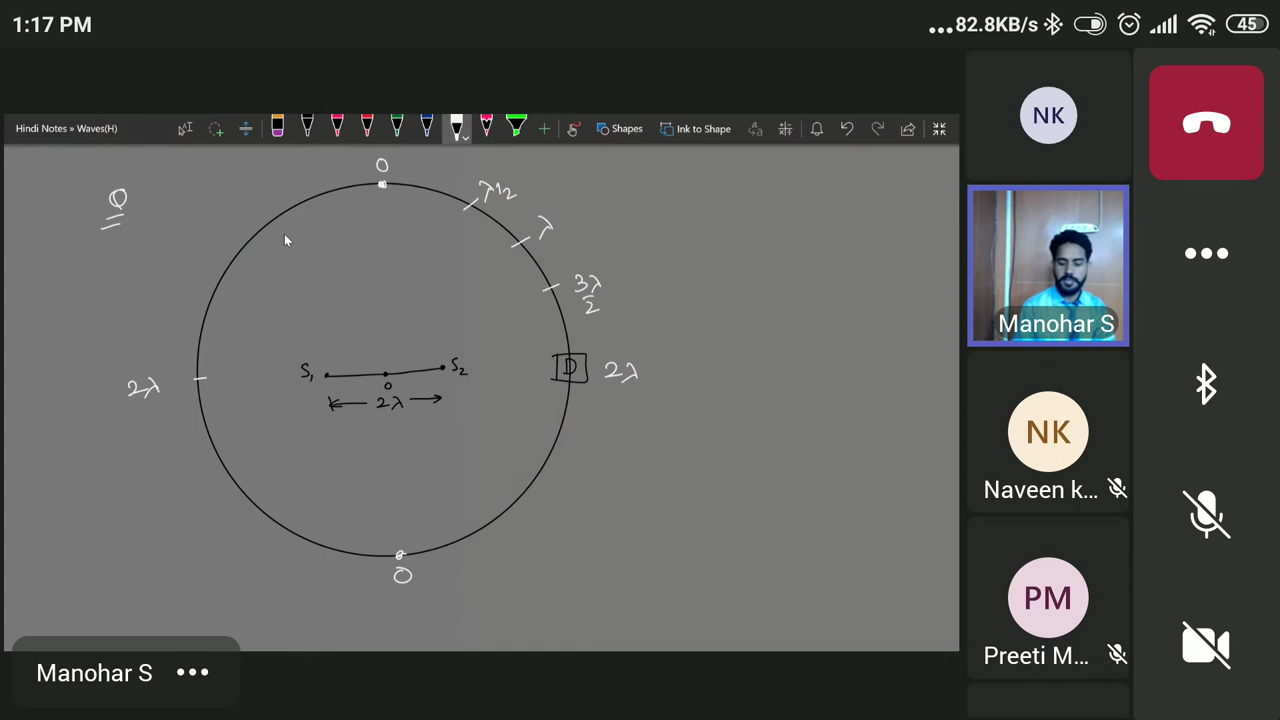 1:17 PM
...82.8KB/s
45
Hindi Notes » Waves(H)
Shapes
Ink to Shape
Q
O
λ/2
λ
3λ
2
S₁
S₂
O
2λ
D
2λ
2λ
O
NK
Manohar S
NK
Naveen k...
PM
Preeti M...
Manohar S